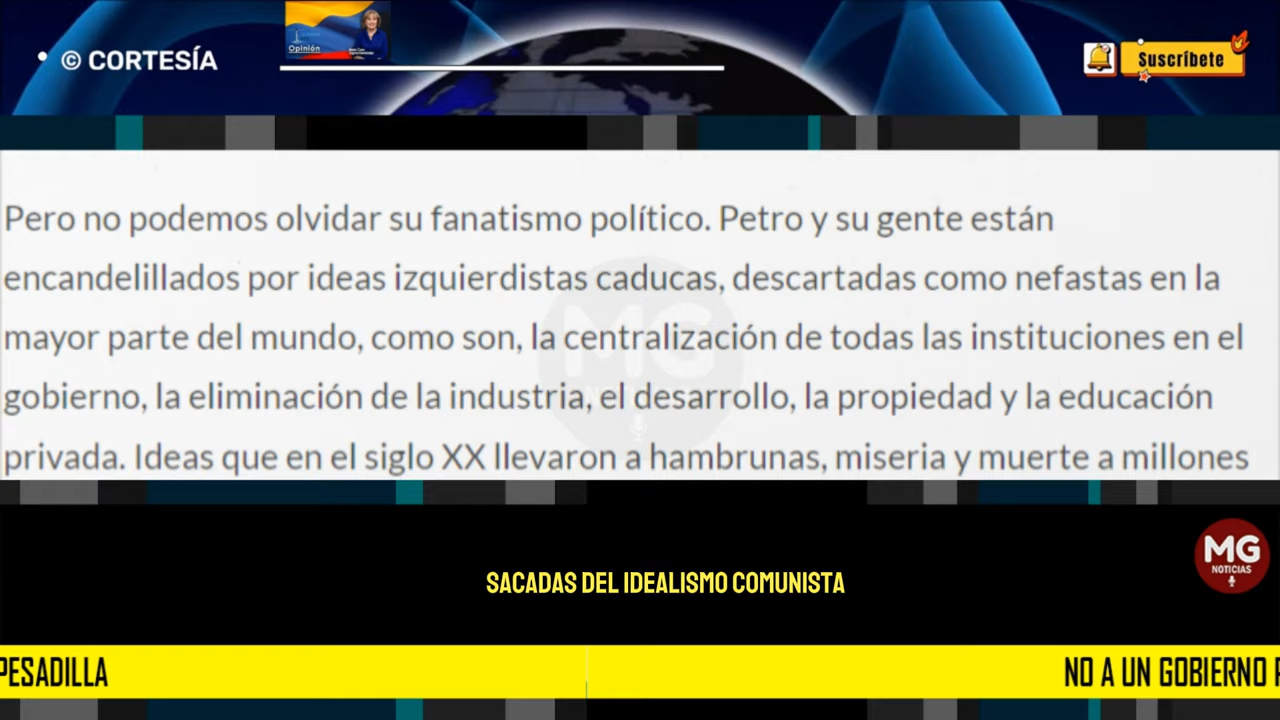 © CORTESÍA
Opinión
Suscríbete
Pero no podemos olvidar su fanatismo político. Petro y su gente están
encandelillados por ideas izquierdistas caducas, descartadas como nefastas en la
mayor parte del mundo, como son, la centralización de todas las instituciones en el
gobierno, la eliminación de la industria, el desarrollo, la propiedad y la educación
privada. Ideas que en el siglo XX llevaron a hambrunas, miseria y muerte a millones
MG
NOTICIAS
SACADAS DEL IDEALISMO COMUNISTA
PESADILLA
NO A UN GOBIERNO